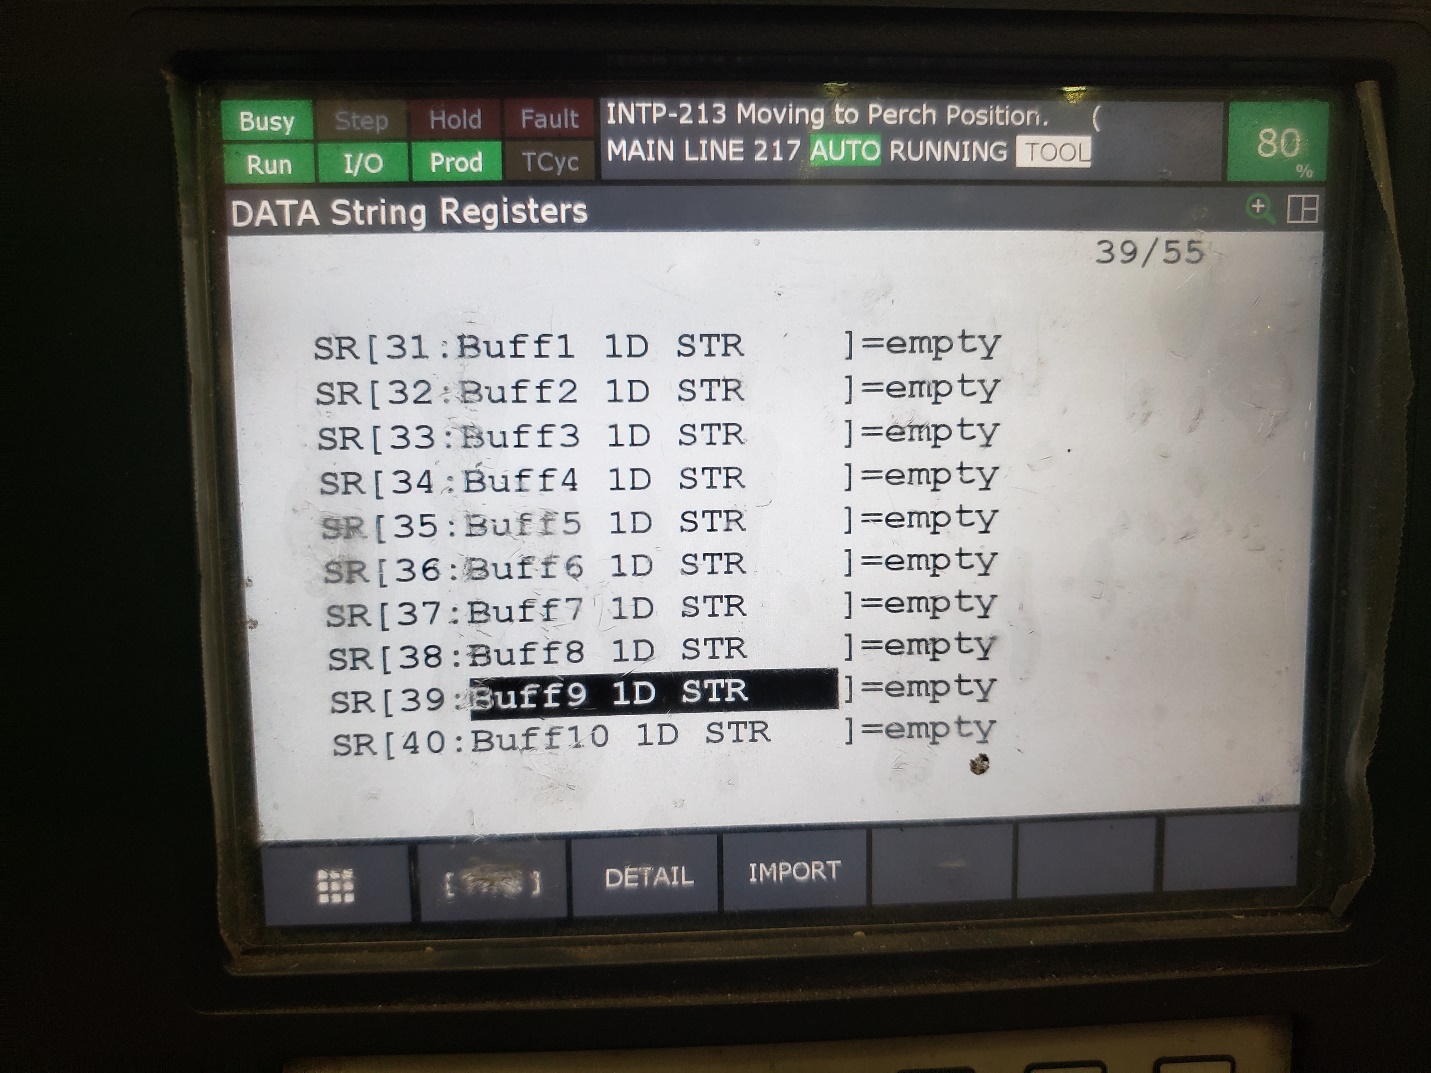 Busy Step Hold Fault
Run I/O Prod TCyc
INTP-213 Moving to Perch Position. (
MAIN LINE 217 AUTO RUNNING TOOL
80%
DATA String Registers
39/55
SR[31:Buff1 1D STR ]=empty
SR[32:Buff2 1D STR ]=empty
SR[33:Buff3 1D STR ]=empty
SR[34:Buff4 1D STR ]=empty
SR[35:Buff5 1D STR ]=empty
SR[36:Buff6 1D STR ]=empty
SR[37:Buff7 1D STR ]=empty
SR[38:Buff8 1D STR ]=empty
SR[39:Buff9 1D STR ]=empty
SR[40:Buff10 1D STR ]=empty
[ ] DETAIL IMPORT